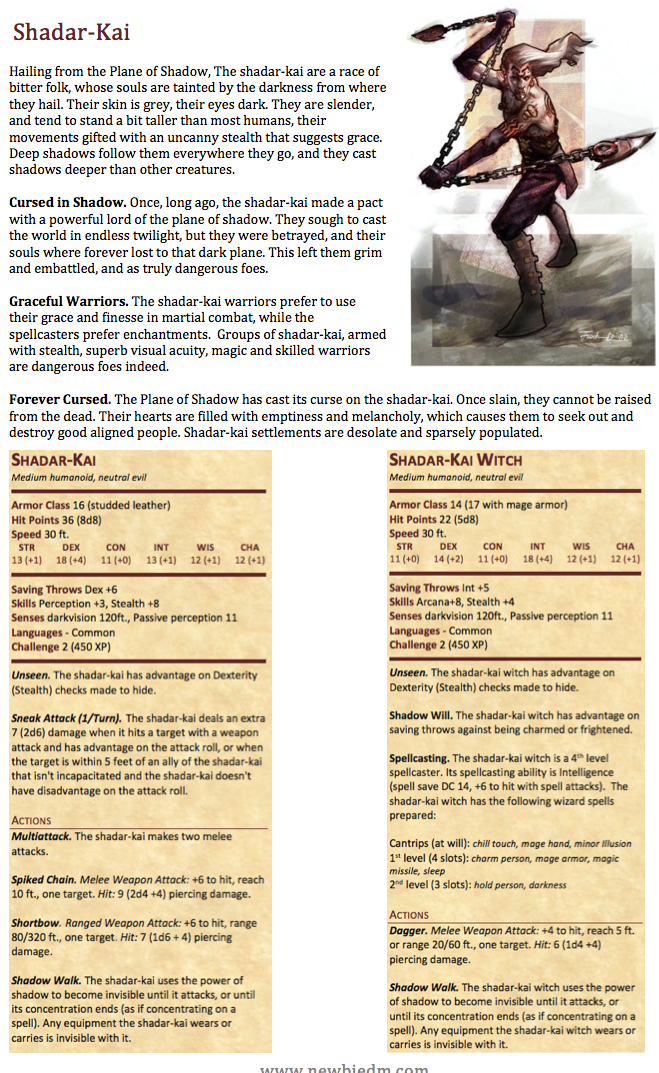 Shadar-Kai
Hailing from the Plane of Shadow, The shadar-kai are a race of
bitter folk, whose souls are tainted by the darkness from where
they hail. Their skin is grey, their eyes dark. They are slender,
and tend to stand a bit taller than most humans, their
movements gifted with an uncanny stealth that suggests grace.
Deep shadows follow them everywhere they go, and they cast
shadows deeper than other creatures.
Cursed in Shadow. Once, long ago, the shadar-kai made a pact
with a powerful lord of the plane of shadow. They sough to cast
the world in endless twilight, but they were betrayed, and their
souls where forever lost to that dark plane. This left them grim
and embattled, and as truly dangerous foes.
Graceful Warriors. The shadar-kai warriors prefer to use
their grace and finesse in martial combat, while the
spellcasters prefer enchantments. Groups of shadar-kai, armed
with stealth, superb visual acuity, magic and skilled warriors
are dangerous foes indeed.
Forever Cursed. The Plane of Shadow has cast its curse on the shadar-kai. Once slain, they cannot be raised
from the dead. Their hearts are filled with emptiness and melancholy, which causes them to seek out and
destroy good aligned people. Shadar-kai settlements are desolate and sparsely populated.
SHADAR-KAI
Medium humanoid, neutral evil
Armor Class 16 (studded leather)
Hit Points 36 (8d8)
Speed 30 ft.
STR DEX CON INT WIS CHA
13 (+1) 18 (+4) 11 (+0) 13 (+1) 12 (+1) 12 (+1)
Saving Throws Dex +6
Skills Perception +3, Stealth +8
Senses darkvision 120ft., Passive perception 11
Languages - Common
Challenge 2 (450 XP)
Unseen. The shadar-kai has advantage on Dexterity
(Stealth) checks made to hide.
Sneak Attack (1/Turn). The shadar-kai deals an extra
7 (2d6) damage when it hits a target with a weapon
attack and has advantage on the attack roll, or when
the target is within 5 feet of an ally of the shadar-kai
that isn't incapacitated and the shadar-kai doesn't
have disadvantage on the attack roll.
ACTIONS
Multiattack. The shadar-kai makes two melee
attacks.
Spiked Chain. Melee Weapon Attack: +6 to hit, reach
10 ft., one target. Hit: 9 (2d4 +4) piercing damage.
Shortbow. Ranged Weapon Attack: +6 to hit, range
80/320 ft., one target. Hit: 7 (1d6 + 4) piercing
damage.
Shadow Walk. The shadar-kai uses the power of
shadow to become invisible until it attacks, or until
its concentration ends (as if concentrating on a
spell). Any equipment the shadar-kai wears or
carries is invisible with it.
SHADAR-KAI WITCH
Medium humanoid, neutral evil
Armor Class 14 (17 with mage armor)
Hit Points 22 (5d8)
Speed 30 ft.
STR DEX CON INT WIS CHA
11 (+0) 14 (+2) 11 (+0) 18 (+4) 12 (+1) 12 (+1)
Saving Throws Int +5
Skills Arcana+8, Stealth +4
Senses darkvision 120ft., Passive perception 11
Languages - Common
Challenge 2 (450 XP)
Unseen. The shadar-kai witch has advantage on
Dexterity (Stealth) checks made to hide.
Shadow Will. The shadar-kai witch has advantage on
saving throws against being charmed or frightened.
Spellcasting. The shadar-kai witch is a 4th level
spellcaster. Its spellcasting ability is Intelligence
(spell save DC 14, +6 to hit with spell attacks). The
shadar-kai witch has the following wizard spells
prepared:
Cantrips (at will): chill touch, mage hand, minor Illusion
1st level (4 slots): charm person, mage armor, magic
missile, sleep
2nd level (3 slots): hold person, darkness
ACTIONS
Dagger. Melee Weapon Attack: +4 to hit, reach 5 ft.
or range 20/60 ft., one target. Hit: 6 (1d4 +4)
piercing damage.
Shadow Walk. The shadar-kai witch uses the power
of shadow to become invisible until it attacks, or
until its concentration ends (as if concentrating on a
spell). Any equipment the shadar-kai witch wears or
carries is invisible with it.
www.newbiedm.com